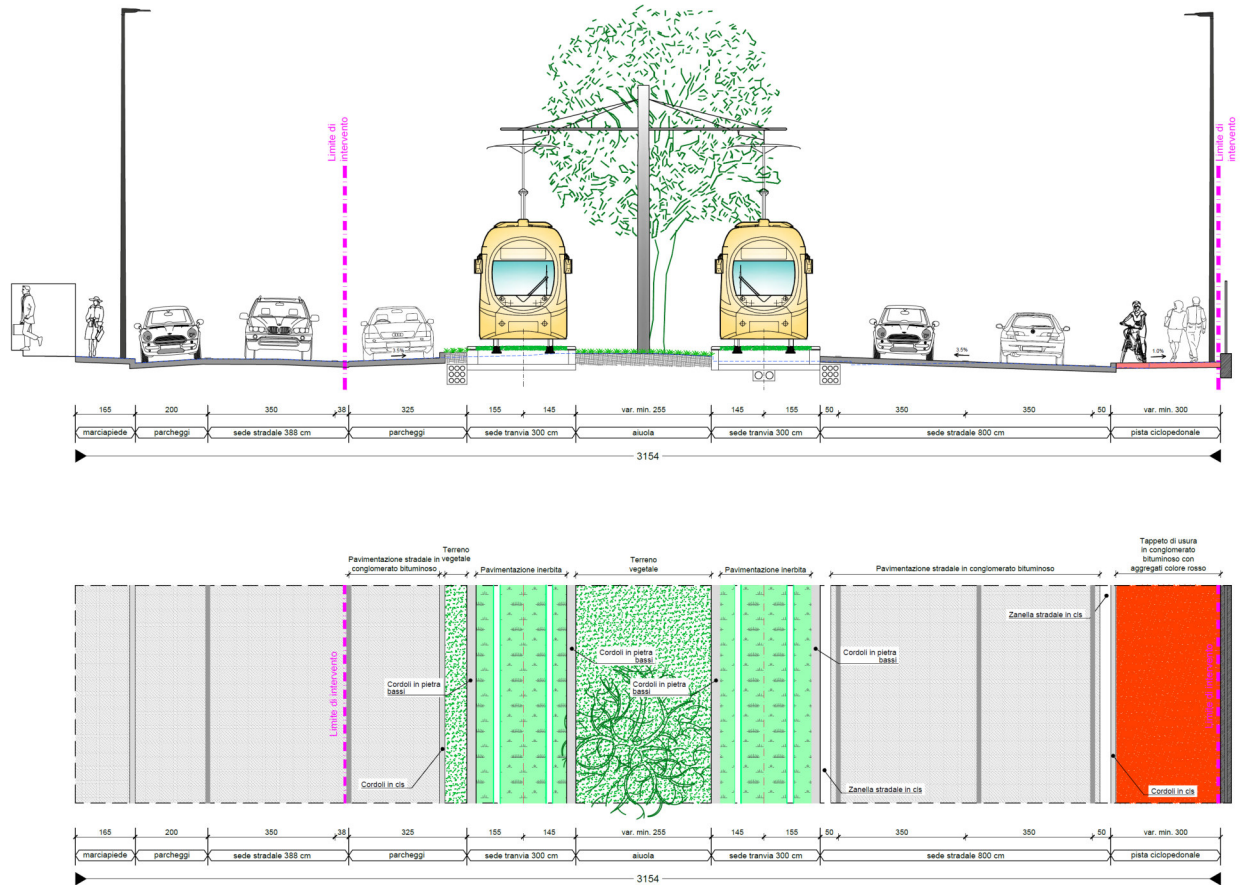 Limite di
intervento
Limite di
intervento
3.5%
3.5%
1.0%
165 200 350 38 325 155 145 var. min. 255 145 155 50 350 350 50 var. min. 300
marciapiede parcheggi sede stradale 388 cm parcheggi sede tranvia 300 cm aiuola sede tranvia 300 cm sede stradale 800 cm pista ciclopedonale
3154
Pavimentazione stradale in
conglomerato bituminoso
Terreno
vegetale
Pavimentazione inerbita
Terreno
vegetale
Pavimentazione inerbita
Pavimentazione stradale in conglomerato bituminoso
Tappeto di usura
in conglomerato
bituminoso con
aggregati colore rosso
Zanella stradale in cls
Cordoli in pietra
bassi
Cordoli in pietra
bassi
Cordoli in pietra
bassi
Cordoli in pietra
bassi
Limite di intervento
Cordoli in cls
Zanella stradale in cls
Cordoli in cls
165 200 350 38 325 155 145 var. min. 255 145 155 50 350 350 50 var. min. 300
marciapiede parcheggi sede stradale 388 cm parcheggi sede tranvia 300 cm aiuola sede tranvia 300 cm sede stradale 800 cm pista ciclopedonale
3154